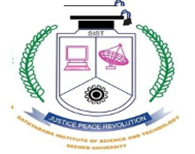 SIST
JUSTICE PEACE REVOLUTION
SATHYABAMA INSTITUTE OF SCIENCE AND TECHNOLOGY
DEEMED UNIVERSITY